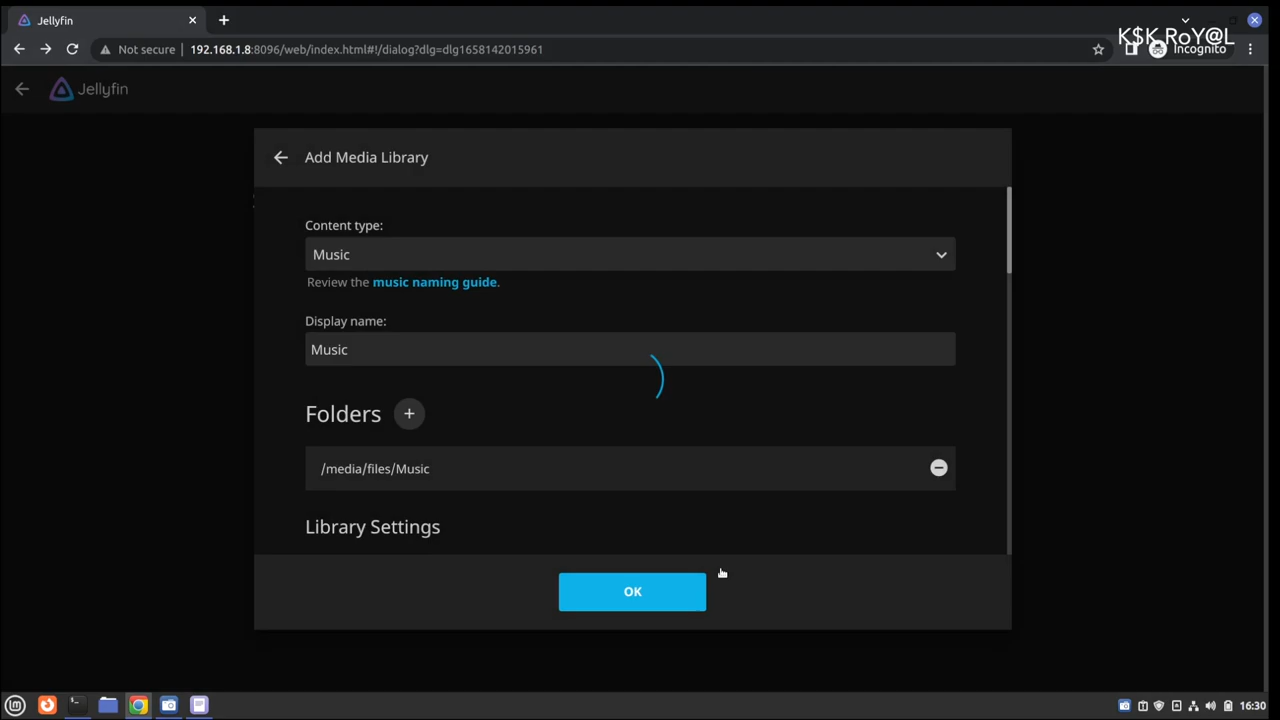 Jellyfin
Not secure
192.168.1.8:8096/web/index.html#!/dialog?dlg=dlg1658142015961
K$K RoY@L
Incognito
Jellyfin
Add Media Library
Content type:
Music
Review the music naming guide.
Display name:
Music
Folders
/media/files/Music
Library Settings
OK
16:30